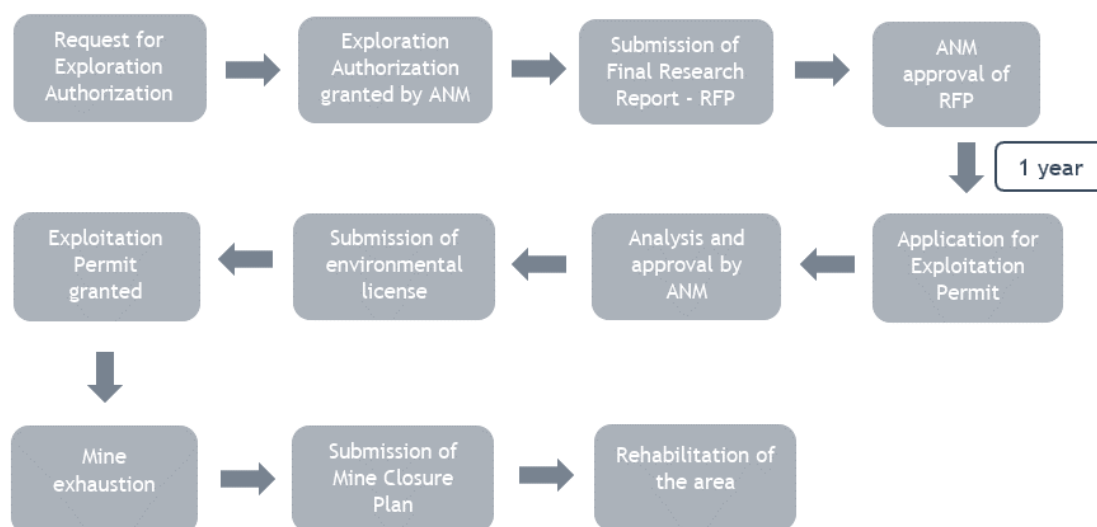 Request for
Exploration
Authorization
Exploration
Authorization
granted by ANM
Submission of
Final Research
Report - RFP
ANM
approval of
RFP
1 year
Application for
Exploitation
Permit
Analysis and
approval by
ANM
Submission of
environmental
license
Exploitation
Permit
granted
Mine
exhaustion
Submission of
Mine Closure
Plan
Rehabilitation of
the area